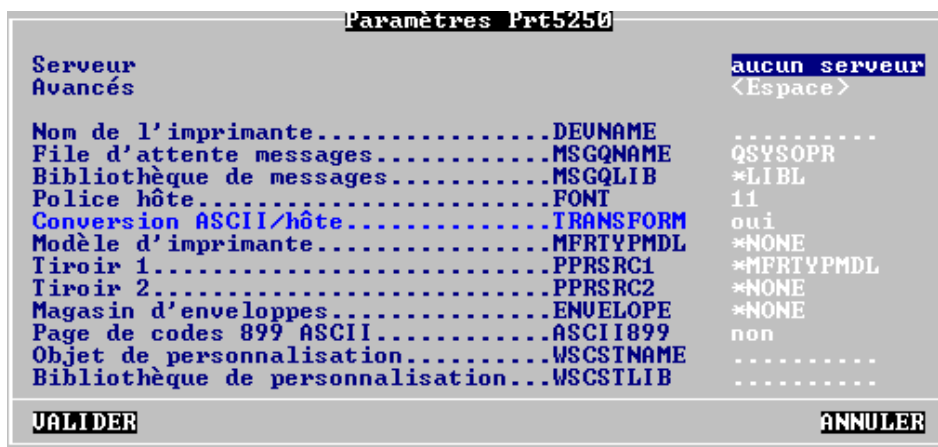 Paramètres Prt5250
Serveur aucun serveur
Avancés <Espace>
Nom de l'imprimante...............DEVNAME ..........
File d'attente messages...........MSGQNAME QSYSOPR
Bibliothèque de messages..........MSGQLIB *LIBL
Police hôte.......................FONT 11
Conversion ASCII/hôte.............TRANSFORM oui
Modèle d'imprimante...............MFRTYPMDL *NONE
Tiroir 1..........................PPRSRC1 *MFRTYPMDL
Tiroir 2..........................PPRSRC2 *NONE
Magasin d'enveloppes..............ENVELOPE *NONE
Page de codes 899 ASCII...........ASCII899 non
Objet de personnalisation.........WSCSTNAME ..........
Bibliothèque de personnalisation...WSCSTLIB ..........
VALIDER ANNULER